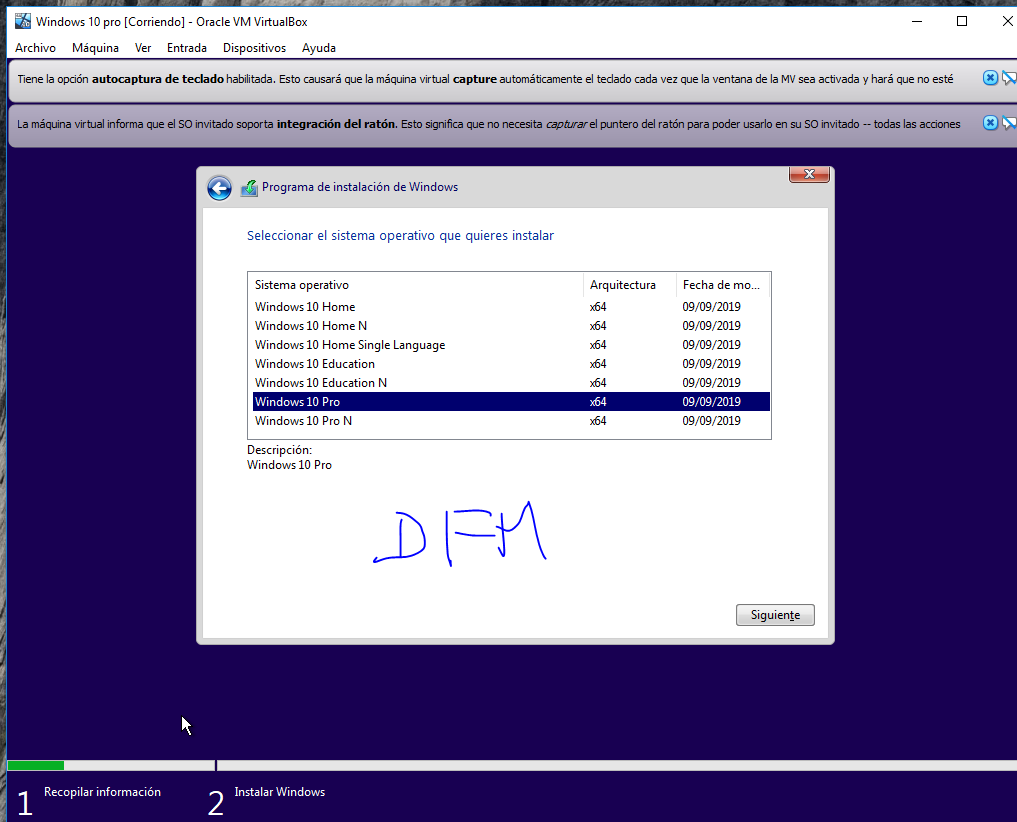 Windows 10 pro [Corriendo] - Oracle VM VirtualBox
Archivo Máquina Ver Entrada Dispositivos Ayuda
Tiene la opción autocaptura de teclado habilitada. Esto causará que la máquina virtual capture automáticamente el teclado cada vez que la ventana de la MV sea activada y hará que no esté
La máquina virtual informa que el SO invitado soporta integración del ratón. Esto significa que no necesita capturar el puntero del ratón para poder usarlo en su SO invitado -- todas las acciones
Programa de instalación de Windows
Seleccionar el sistema operativo que quieres instalar
Sistema operativo Arquitectura Fecha de mo...
Windows 10 Home x64 09/09/2019
Windows 10 Home N x64 09/09/2019
Windows 10 Home Single Language x64 09/09/2019
Windows 10 Education x64 09/09/2019
Windows 10 Education N x64 09/09/2019
Windows 10 Pro x64 09/09/2019
Windows 10 Pro N x64 09/09/2019
Descripción:
Windows 10 Pro
DFM
Siguiente
1 Recopilar información 2 Instalar Windows